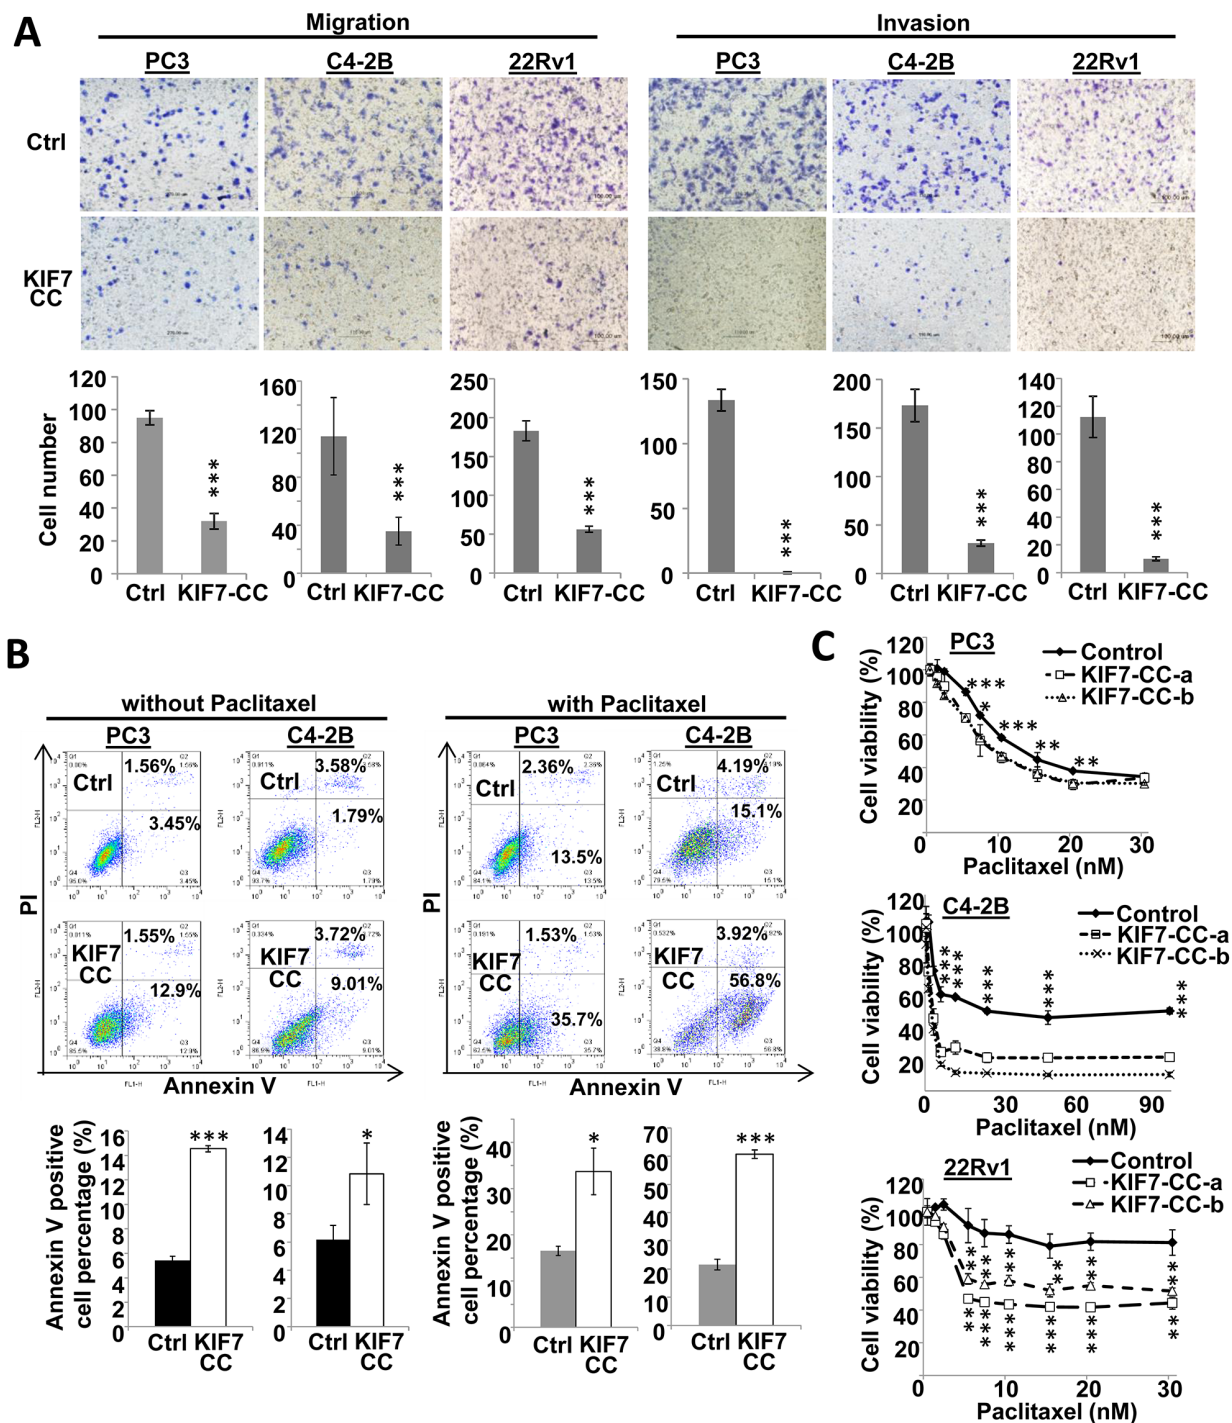 A
Migration
Invasion
PC3
C4-2B
22Rv1
PC3
C4-2B
22Rv1
Ctrl
KIF7
CC
Cell number
120
100
80
60
40
20
0
Ctrl KIF7-CC
***
160
120
80
40
0
Ctrl KIF7-CC
***
250
200
150
100
50
0
Ctrl KIF7-CC
***
150
100
50
0
Ctrl KIF7-CC
***
200
150
100
50
0
Ctrl KIF7-CC
***
140
120
100
80
60
40
20
0
Ctrl KIF7-CC
***
B
without Paclitaxel
with Paclitaxel
PC3
C4-2B
PC3
C4-2B
Ctrl
1.56%
3.45%
3.58%
1.79%
Ctrl
2.36%
13.5%
4.19%
15.1%
PI
PI
KIF7
CC
1.55%
12.9%
3.72%
9.01%
KIF7
CC
1.53%
35.7%
3.92%
56.8%
Annexin V
Annexin V
Annexin V positive
cell percentage (%)
16
14
12
10
8
6
4
2
0
***
Ctrl KIF7
CC
14
12
10
8
6
4
2
0
*
Ctrl KIF7
CC
Annexin V positive
cell percentage (%)
40
30
20
10
0
*
Ctrl KIF7
CC
70
60
50
40
30
20
10
0
***
Ctrl KIF7
CC
C
PC3
Control
KIF7-CC-a
KIF7-CC-b
Cell viability (%)
120
100
80
60
40
20
***
*
***
**
**
0 10 20 30
Paclitaxel (nM)
C4-2B
Control
KIF7-CC-a
KIF7-CC-b
Cell viability (%)
120
100
80
60
40
20
***
***
***
***
***
0 30 60 90
Paclitaxel (nM)
22Rv1
Control
KIF7-CC-a
KIF7-CC-b
Cell viability (%)
120
100
80
60
40
20
**
***
***
**
***
***
**
***
***
***
***
**
0 10 20 30
Paclitaxel (nM)